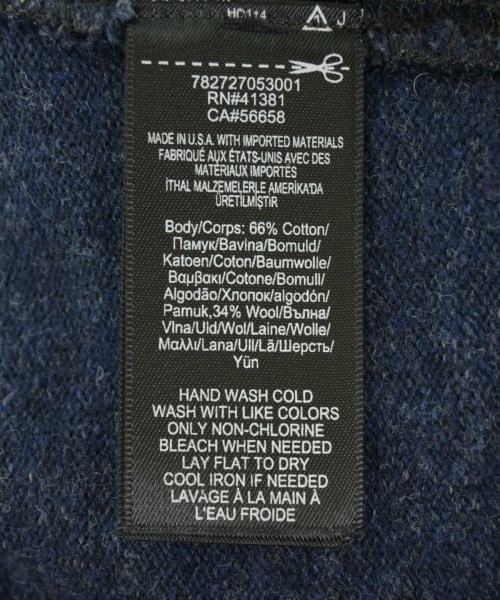 HO114
J
782727053001
RN#41381
CA#56658
MADE IN U.S.A. WITH IMPORTED MATERIALS
FABRIQUÉ AUX ÉTATS-UNIS AVEC DES
MATÉRIAUX IMPORTÉS
İTHAL MALZEMELERLE AMERİKA'DA
ÜRETİLMİŞTİR
Body/Corps: 66% Cotton/
Памук/Bavlna/Bomuld/
Katoen/Coton/Baumwolle/
Βαμβακι/Cotone/Bomull/
Algodão/Хлопок/algodón/
Pamuk,34% Wool/Вълна/
Vlna/Uld/Wol/Laine/Wolle/
Μαλλι/Lana/Ull/Lã/Шерсть/
Yün
HAND WASH COLD
WASH WITH LIKE COLORS
ONLY NON-CHLORINE
BLEACH WHEN NEEDED
LAY FLAT TO DRY
COOL IRON IF NEEDED
LAVAGE À LA MAIN À
L'EAU FROIDE